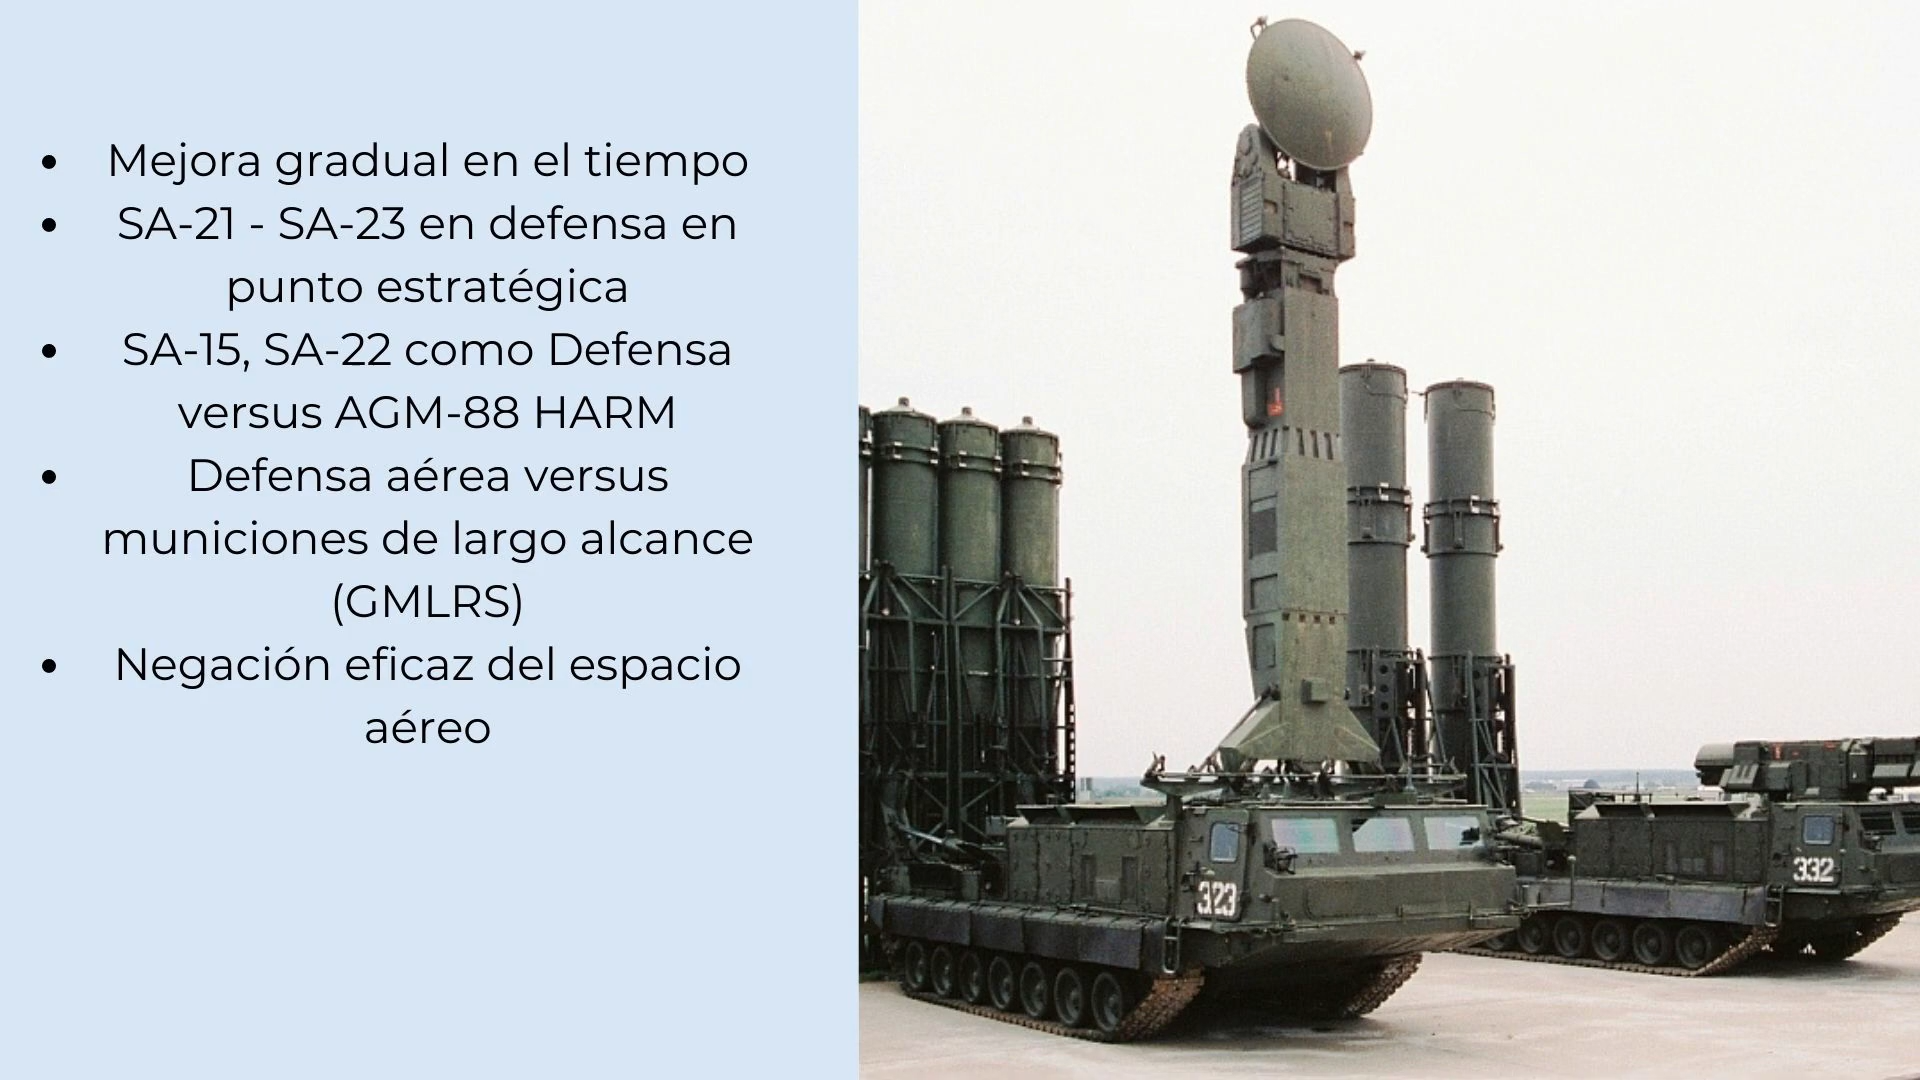 Mejora gradual en el tiempo
SA-21 - SA-23 en defensa en
punto estratégica
SA-15, SA-22 como Defensa
versus AGM-88 HARM
Defensa aérea versus
municiones de largo alcance
(GMLRS)
Negación eficaz del espacio
aéreo
323
332